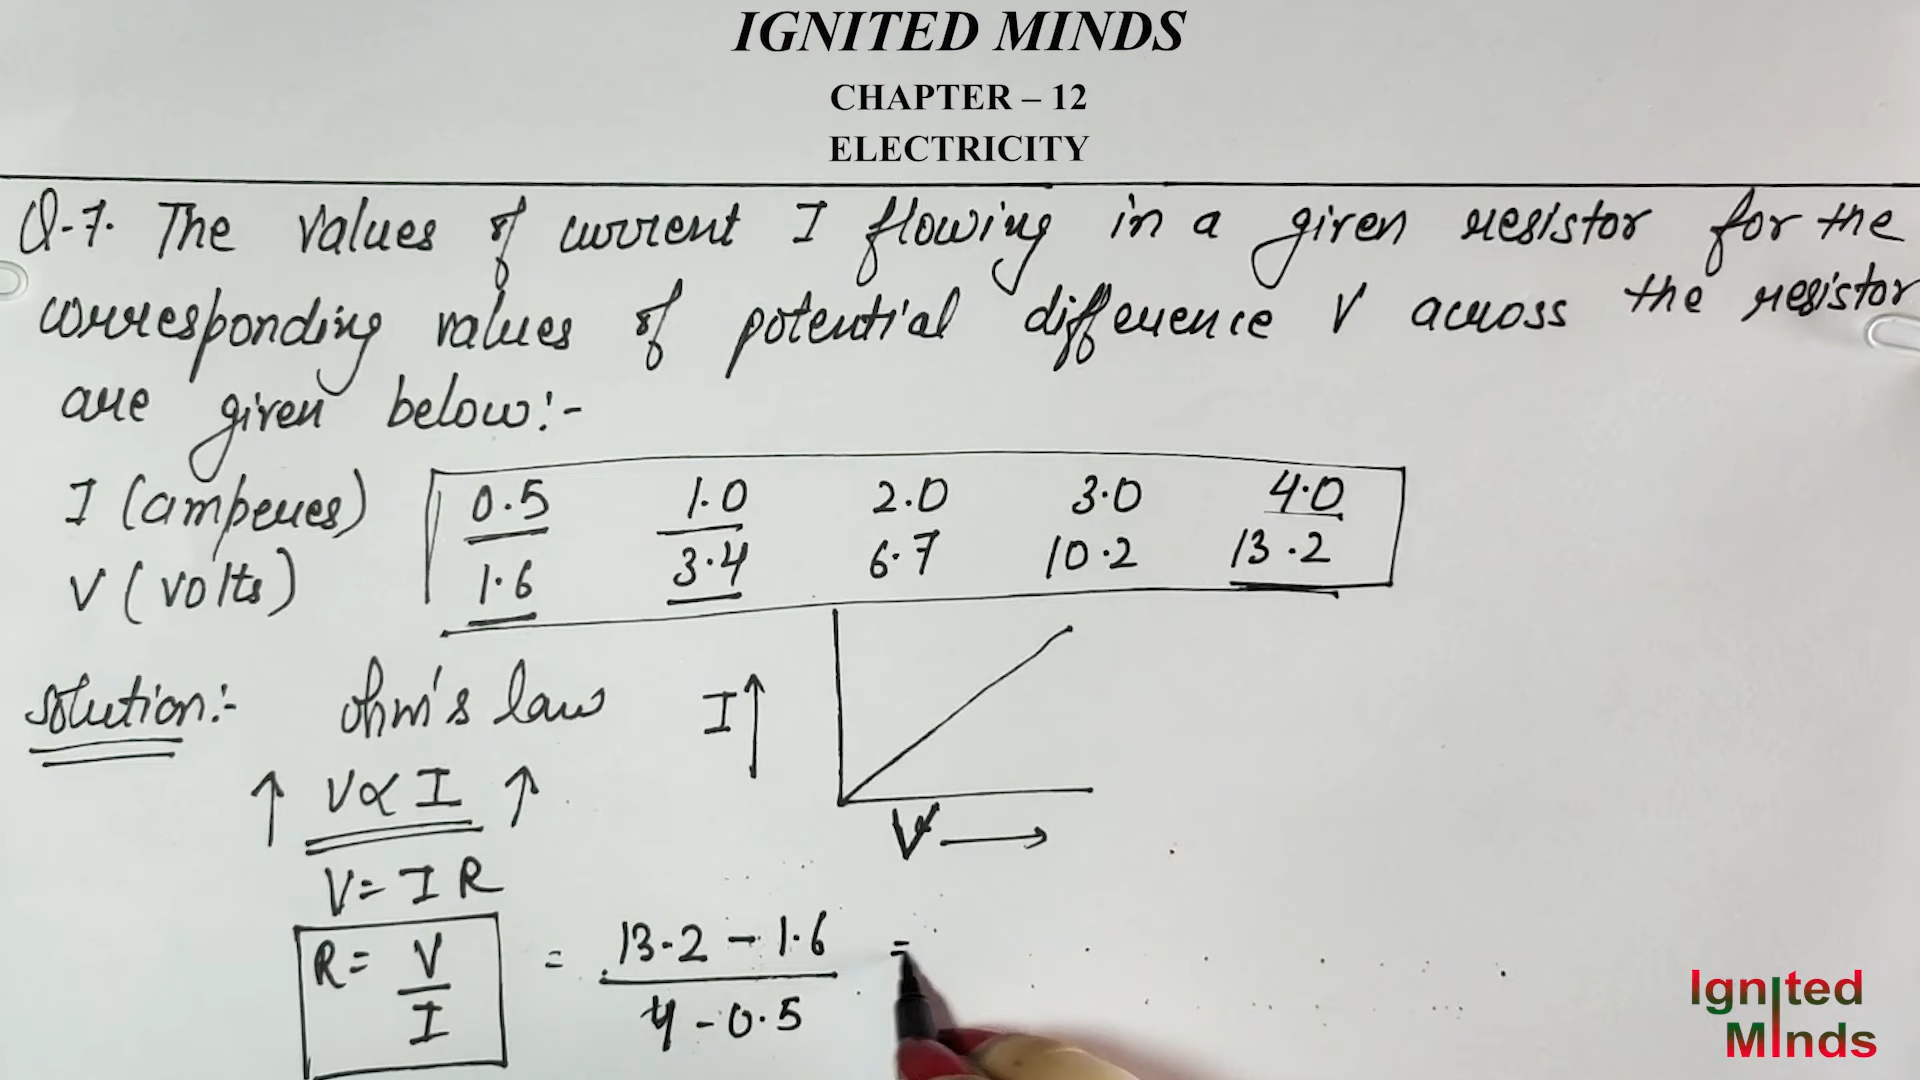 IGNITED MINDS
CHAPTER – 12
ELECTRICITY
Q-7. The values of current I flowing in a given resistor for the
corresponding values of potential difference V across the resistor
are given below:-
I (amperes) 0.5 1.0 2.0 3.0 4.0
V (volts) 1.6 3.4 6.7 10.2 13.2
Solution:- ohm's law
I↑
↑ V∝I ↑
V→
V= I R
R= V/I = 13.2 - 1.6 / 4 - 0.5 =
Ignited
Minds